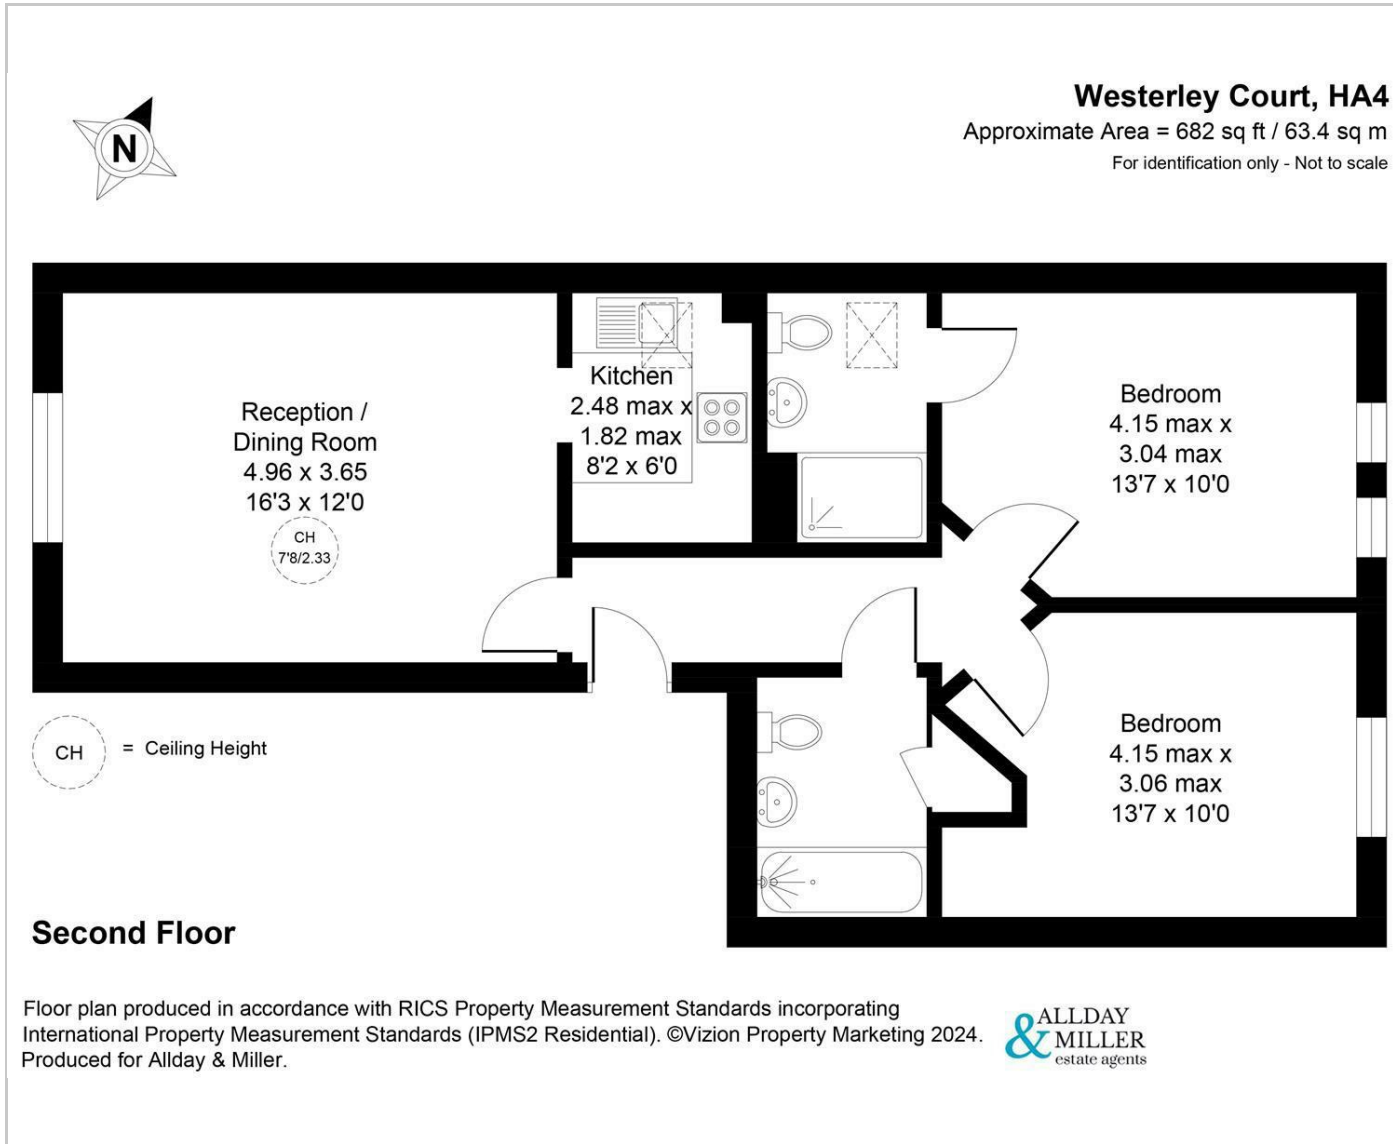 Westerley Court, HA4
Approximate Area = 682 sq ft / 63.4 sq m
For identification only - Not to scale
N
Reception /
Dining Room
4.96 x 3.65
16'3 x 12'0
CH
7'8/2.33
Kitchen
2.48 max x
1.82 max
8'2 x 6'0
Bedroom
4.15 max x
3.04 max
13'7 x 10'0
Bedroom
4.15 max x
3.06 max
13'7 x 10'0
CH = Ceiling Height
Second Floor
Floor plan produced in accordance with RICS Property Measurement Standards incorporating
International Property Measurement Standards (IPMS2 Residential). ©Vizion Property Marketing 2024.
Produced for Allday & Miller.
ALLDAY
& MILLER
estate agents